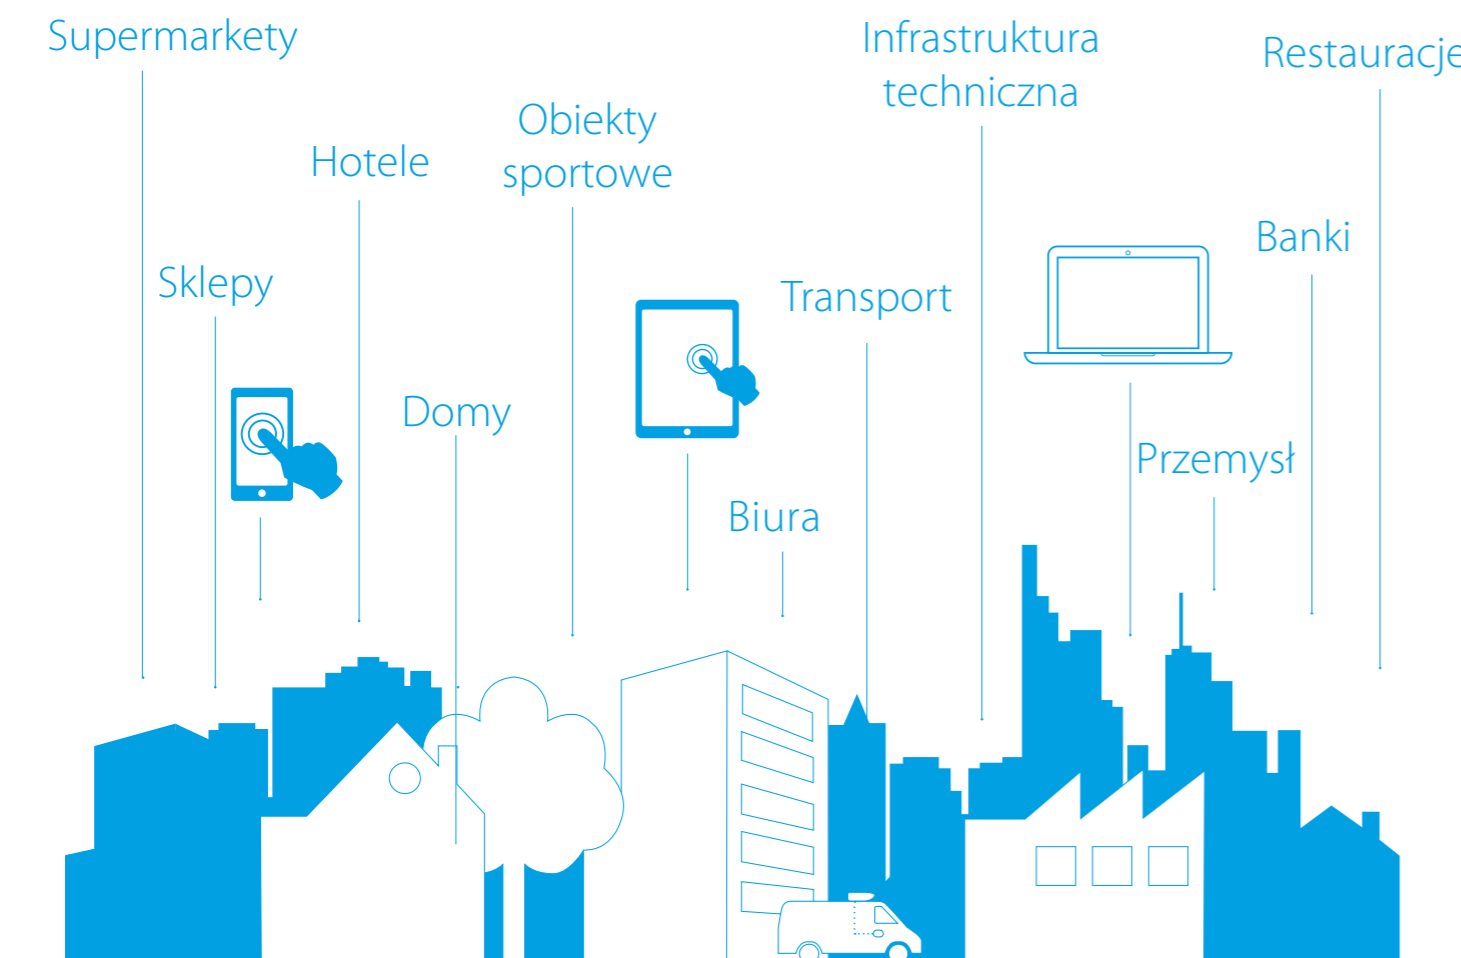 Supermarkety
Infrastruktura
techniczna
Restauracje
Obiekty
sportowe
Hotele
Banki
Sklepy
Transport
Domy
Przemysł
Biura